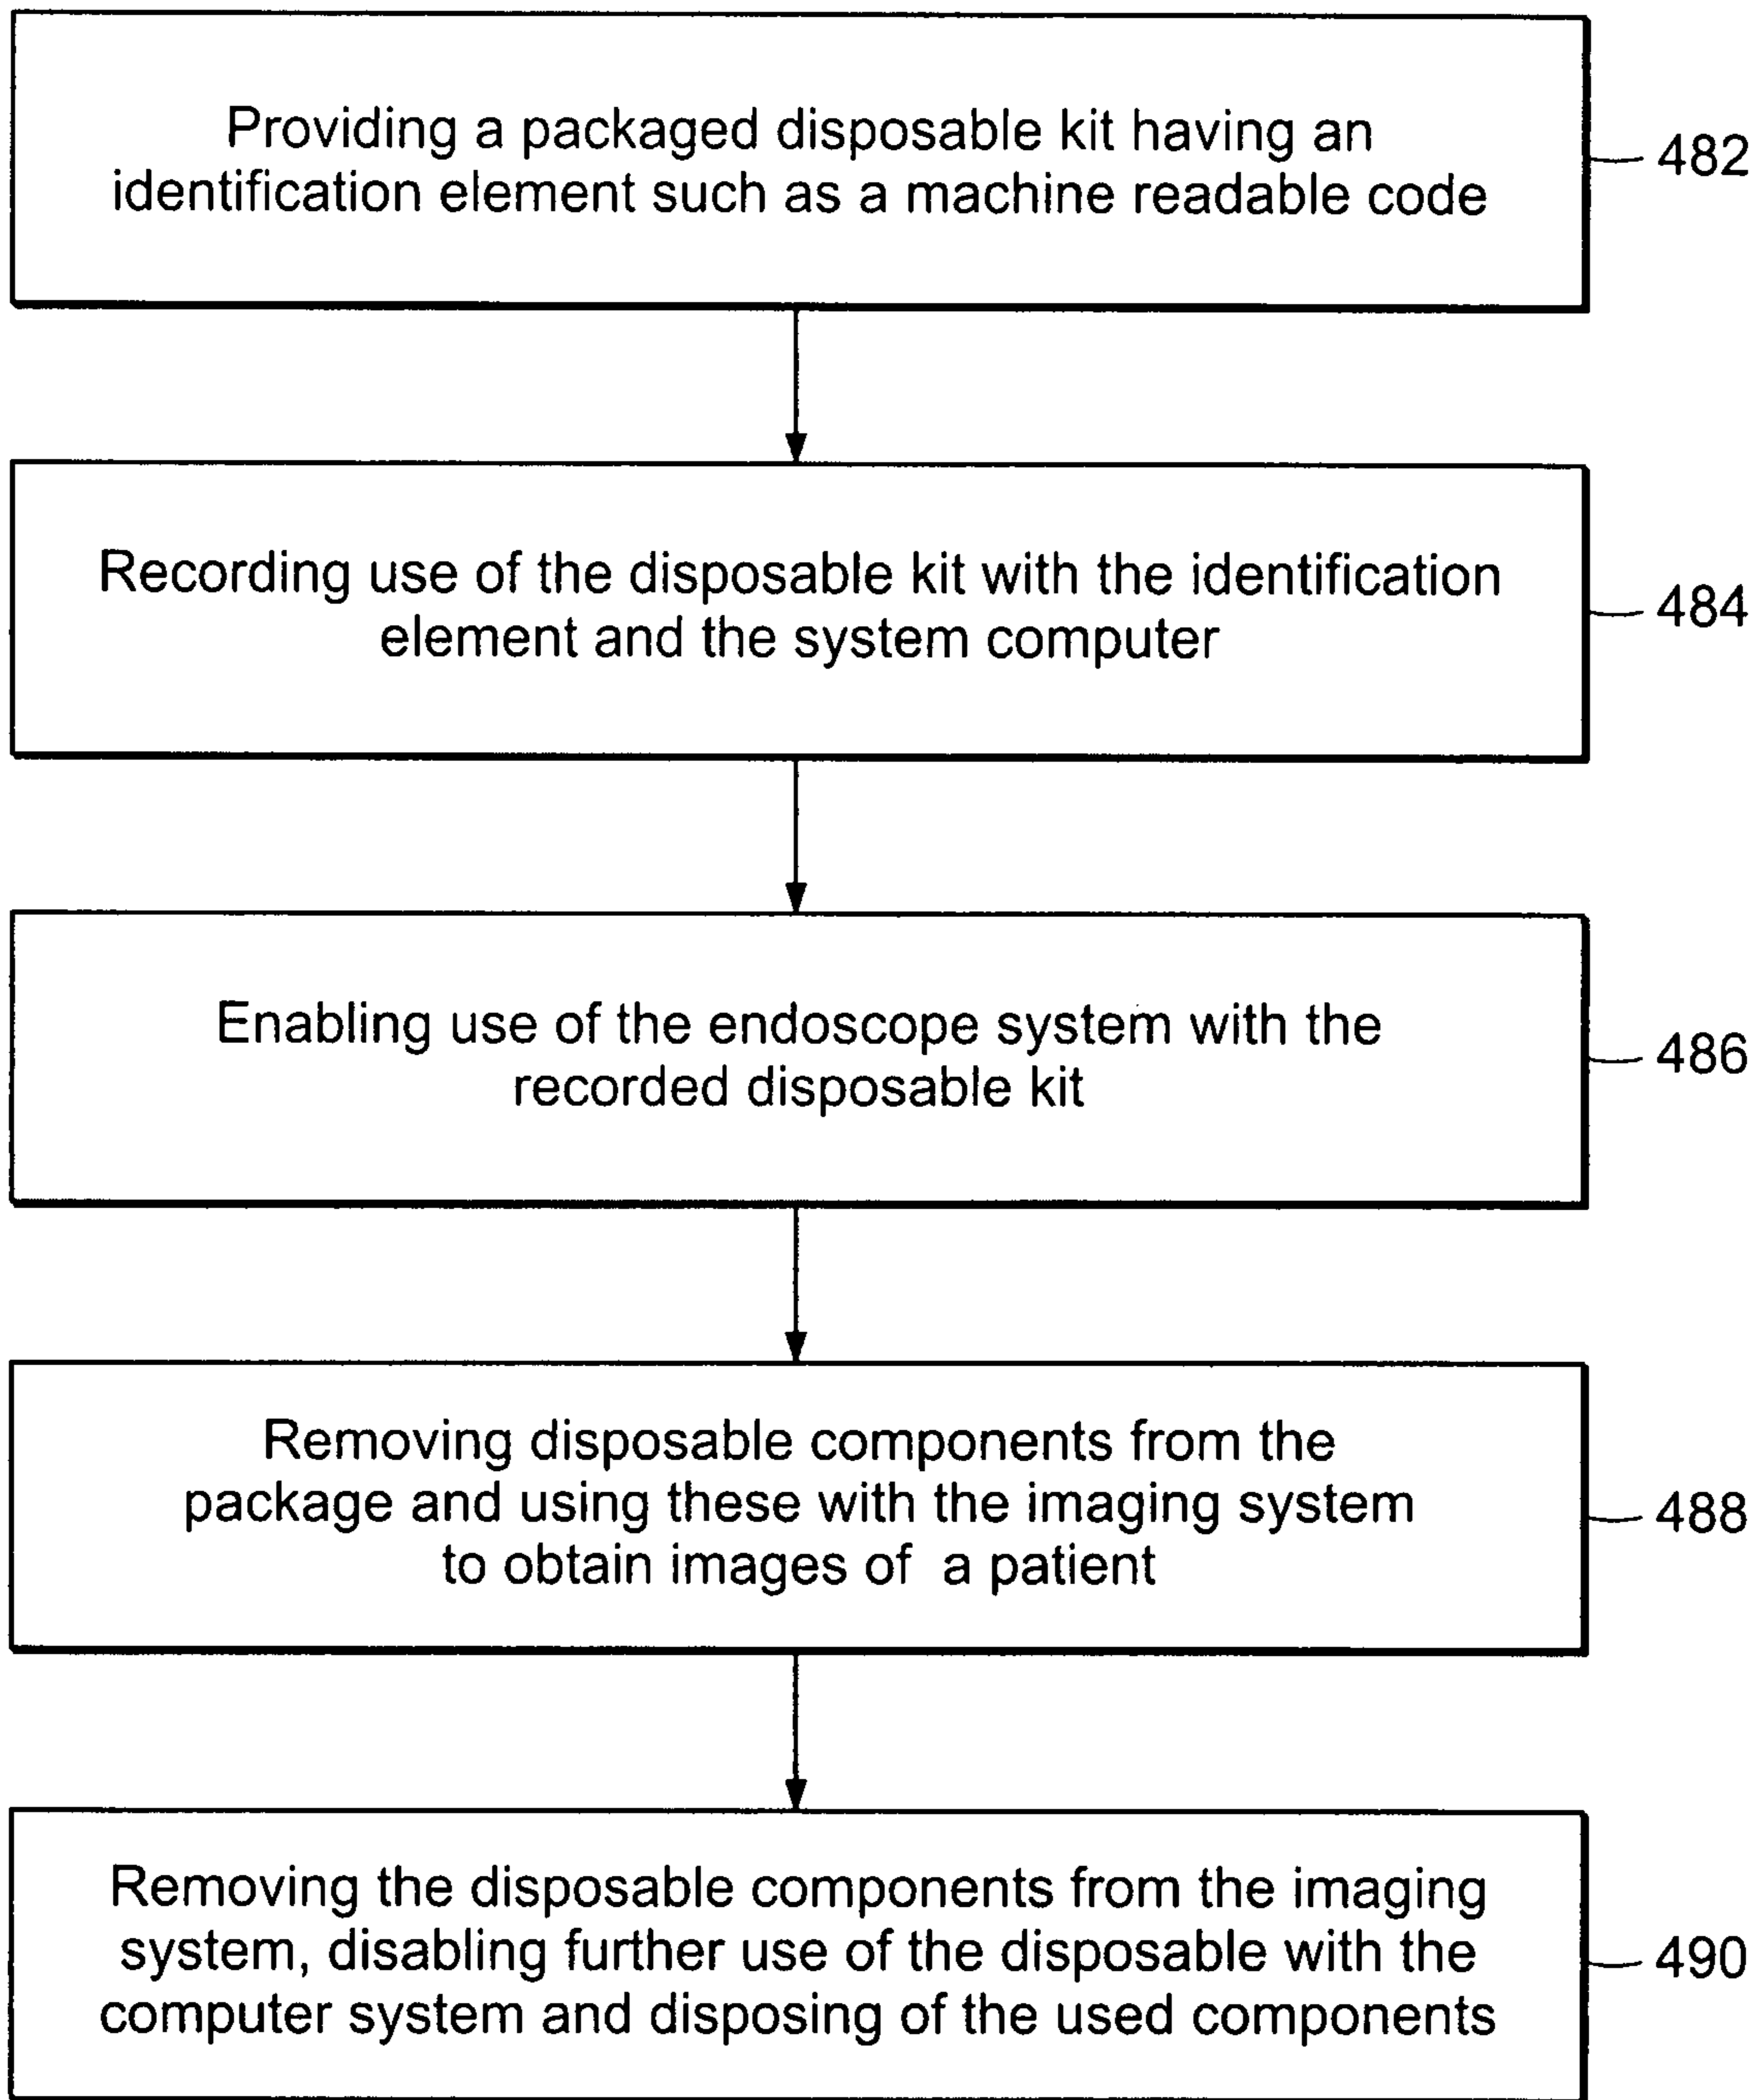 Providing a packaged disposable kit having an
identification element such as a machine readable code
482
Recording use of the disposable kit with the identification
element and the system computer
484
Enabling use of the endoscope system with the
recorded disposable kit
486
Removing disposable components from the
package and using these with the imaging system
to obtain images of a patient
488
Removing the disposable components from the imaging
system, disabling further use of the disposable with the
computer system and disposing of the used components
490